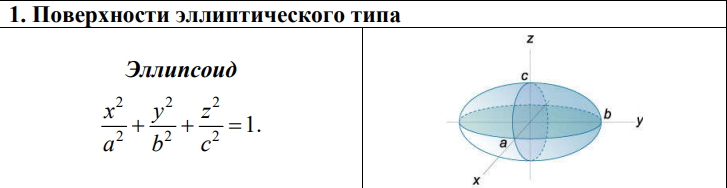 1. Поверхности эллиптического типа
Эллипсоид
x²/a² + y²/b² + z²/c² = 1.
z
c
b
y
a
x